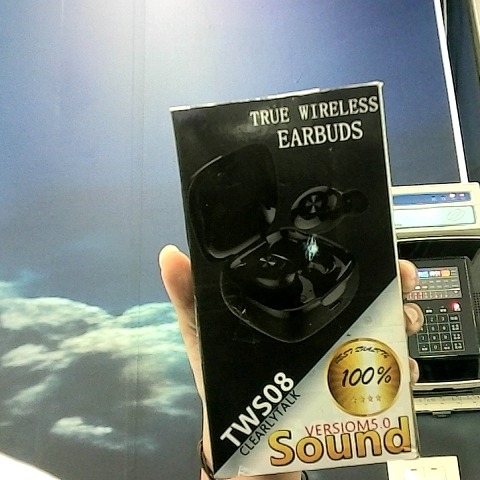 TRUE WIRELESS
EARBUDS
BEST QUALITY
100%
TWS08
CLEARLYTALK
VERSIOM5.0
Sound